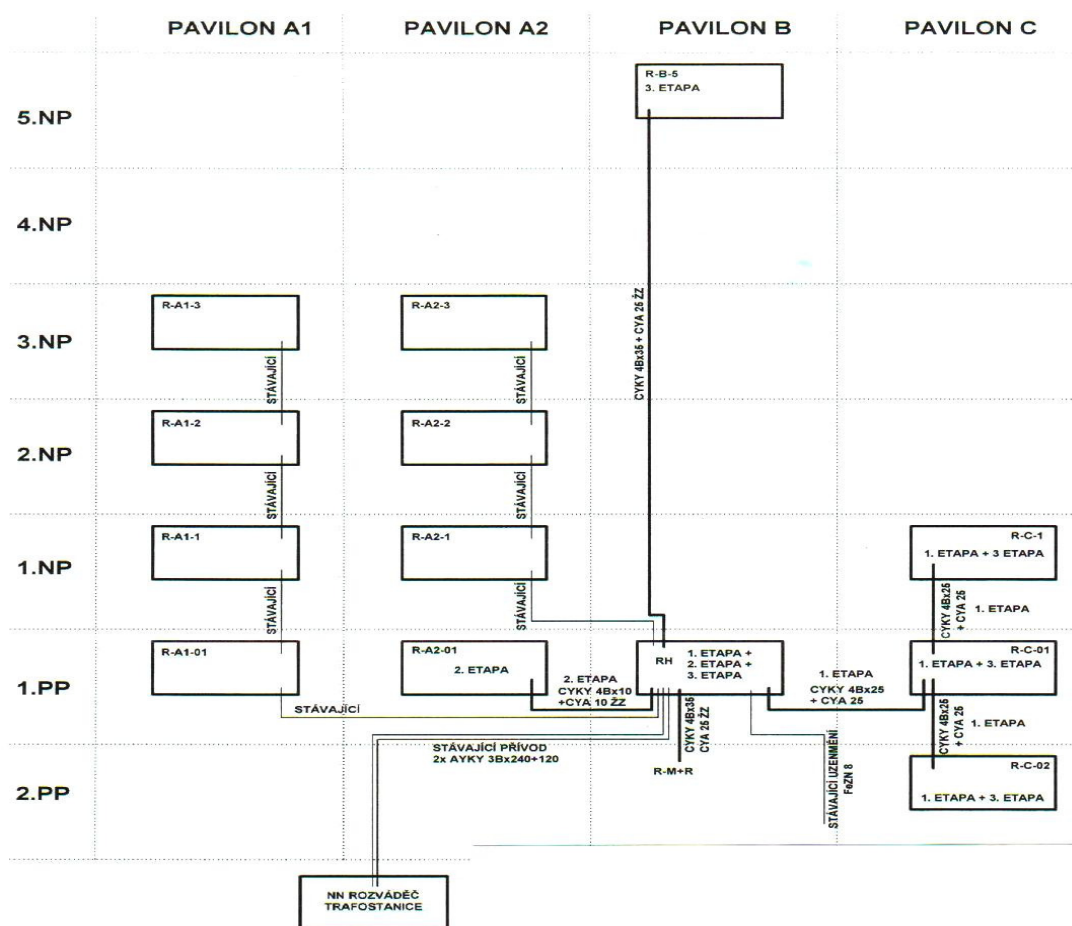 PAVILON A1
PAVILON A2
PAVILON B
PAVILON C
5.NP
R-B-5
3. ETAPA
4.NP
CYKY 4Bx35 + CYA 25 ŽZ
3.NP
R-A1-3
R-A2-3
STÁVAJÍCÍ
STÁVAJÍCÍ
2.NP
R-A1-2
R-A2-2
STÁVAJÍCÍ
STÁVAJÍCÍ
1.NP
R-A1-1
R-A2-1
R-C-1
1. ETAPA + 3 ETAPA
STÁVAJÍCÍ
STÁVAJÍCÍ
CYKY 4Bx25
+ CYA 25
1. ETAPA
1.PP
R-A1-01
R-A2-01
2. ETAPA
2. ETAPA
CYKY 4Bx10
+CYA 10 ŽZ
RH
1. ETAPA +
2. ETAPA +
3. ETAPA
1. ETAPA
CYKY 4Bx25
+ CYA 25
R-C-01
1. ETAPA + 3. ETAPA
STÁVAJÍCÍ
CYKY 4Bx35
CYA 25 ŽZ
CYKY 4Bx25
+ CYA 25
1. ETAPA
STÁVAJÍCÍ PŘÍVOD
2x AYKY 3Bx240+120
2.PP
R-M+R
STÁVAJÍCÍ UZENMĚNÍ
FeZN 8
R-C-02
1. ETAPA + 3. ETAPA
NN ROZVÁDĚČ
TRAFOSTANICE